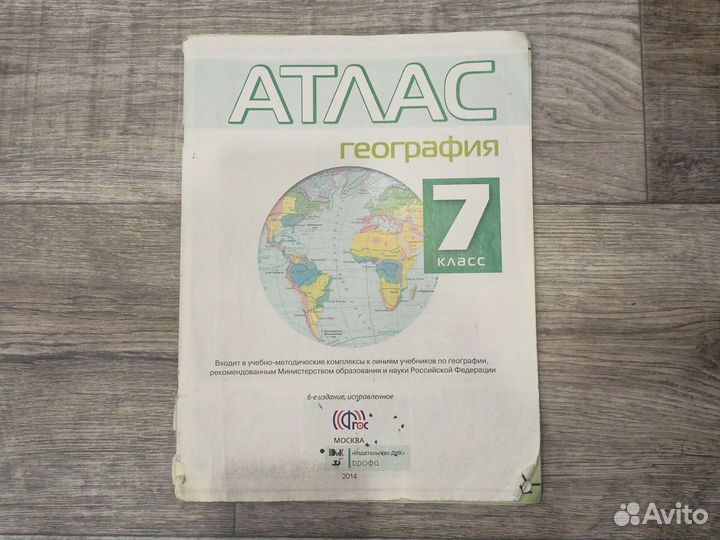 АТЛАС
география
7
класс
Входит в учебно-методические комплексы к линиям учебников по географии,
рекомендованным Министерством образования и науки Российской Федерации
6-е издание, исправленное
ФГОС
МОСКВА
«Издательство ДИК»
дрофа
2014
Avito